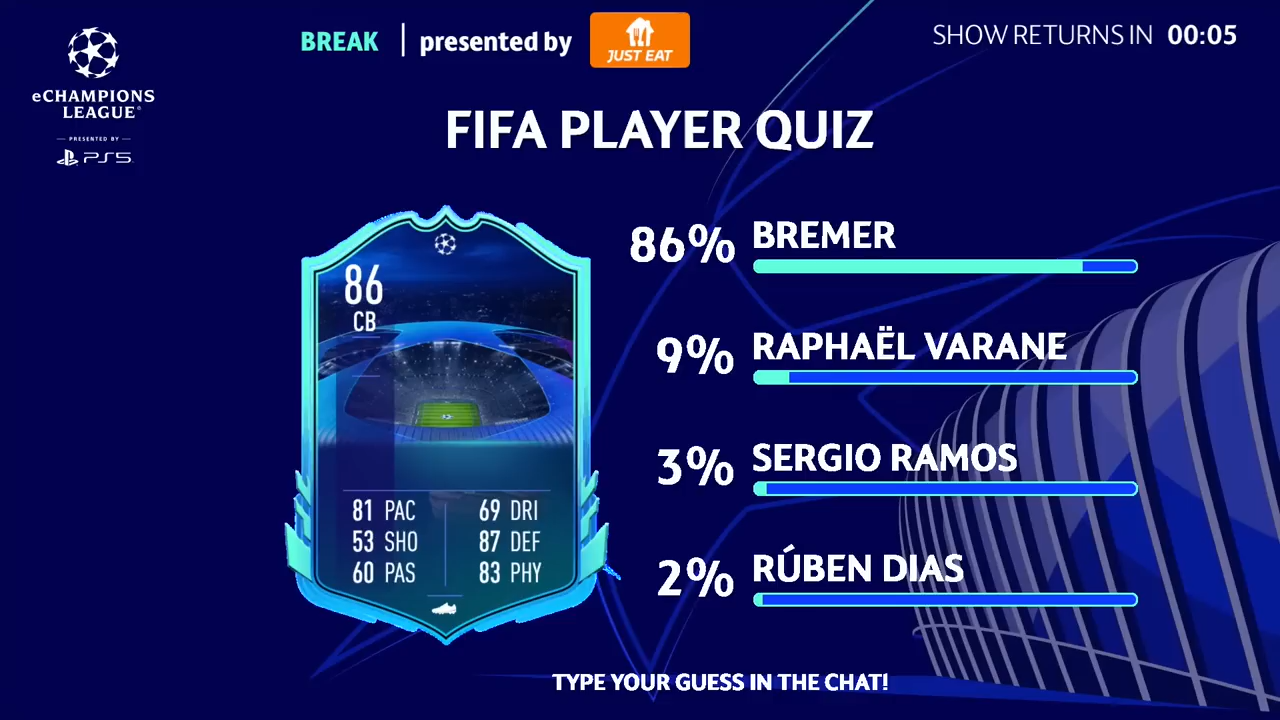 BREAK | presented by JUST EAT
SHOW RETURNS IN 00:05
eCHAMPIONS
LEAGUE®
PRESENTED BY
PS5
FIFA PLAYER QUIZ
86
CB
81 PAC 69 DRI
53 SHO 87 DEF
60 PAS 83 PHY
86% BREMER
9% RAPHAËL VARANE
3% SERGIO RAMOS
2% RÚBEN DIAS
TYPE YOUR GUESS IN THE CHAT!